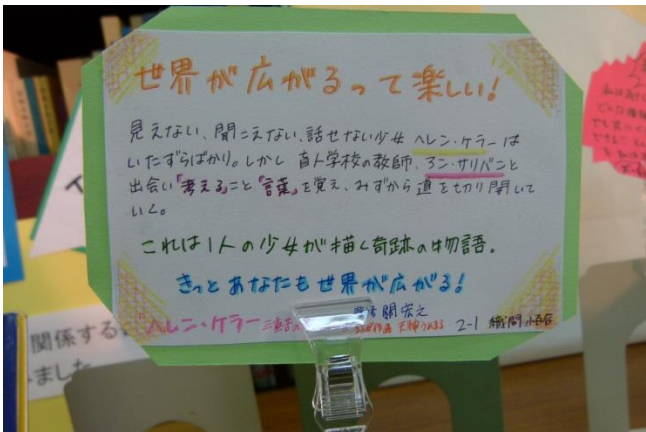 世界が広がるって楽しい!
見えない、聞こえない、話せない少女 ヘレン・ケラーは
いたずらばかり。しかし 盲人学校の教師、アン・サリバンと
出会い「考える」こと「言葉」を覚え、みずから道を切り開いて
いく。
これは1人の少女が描く奇跡の物語。
きっとあなたも世界が広がる!
ヘレン・ケラー 関宏之 2-1
関係する
ました